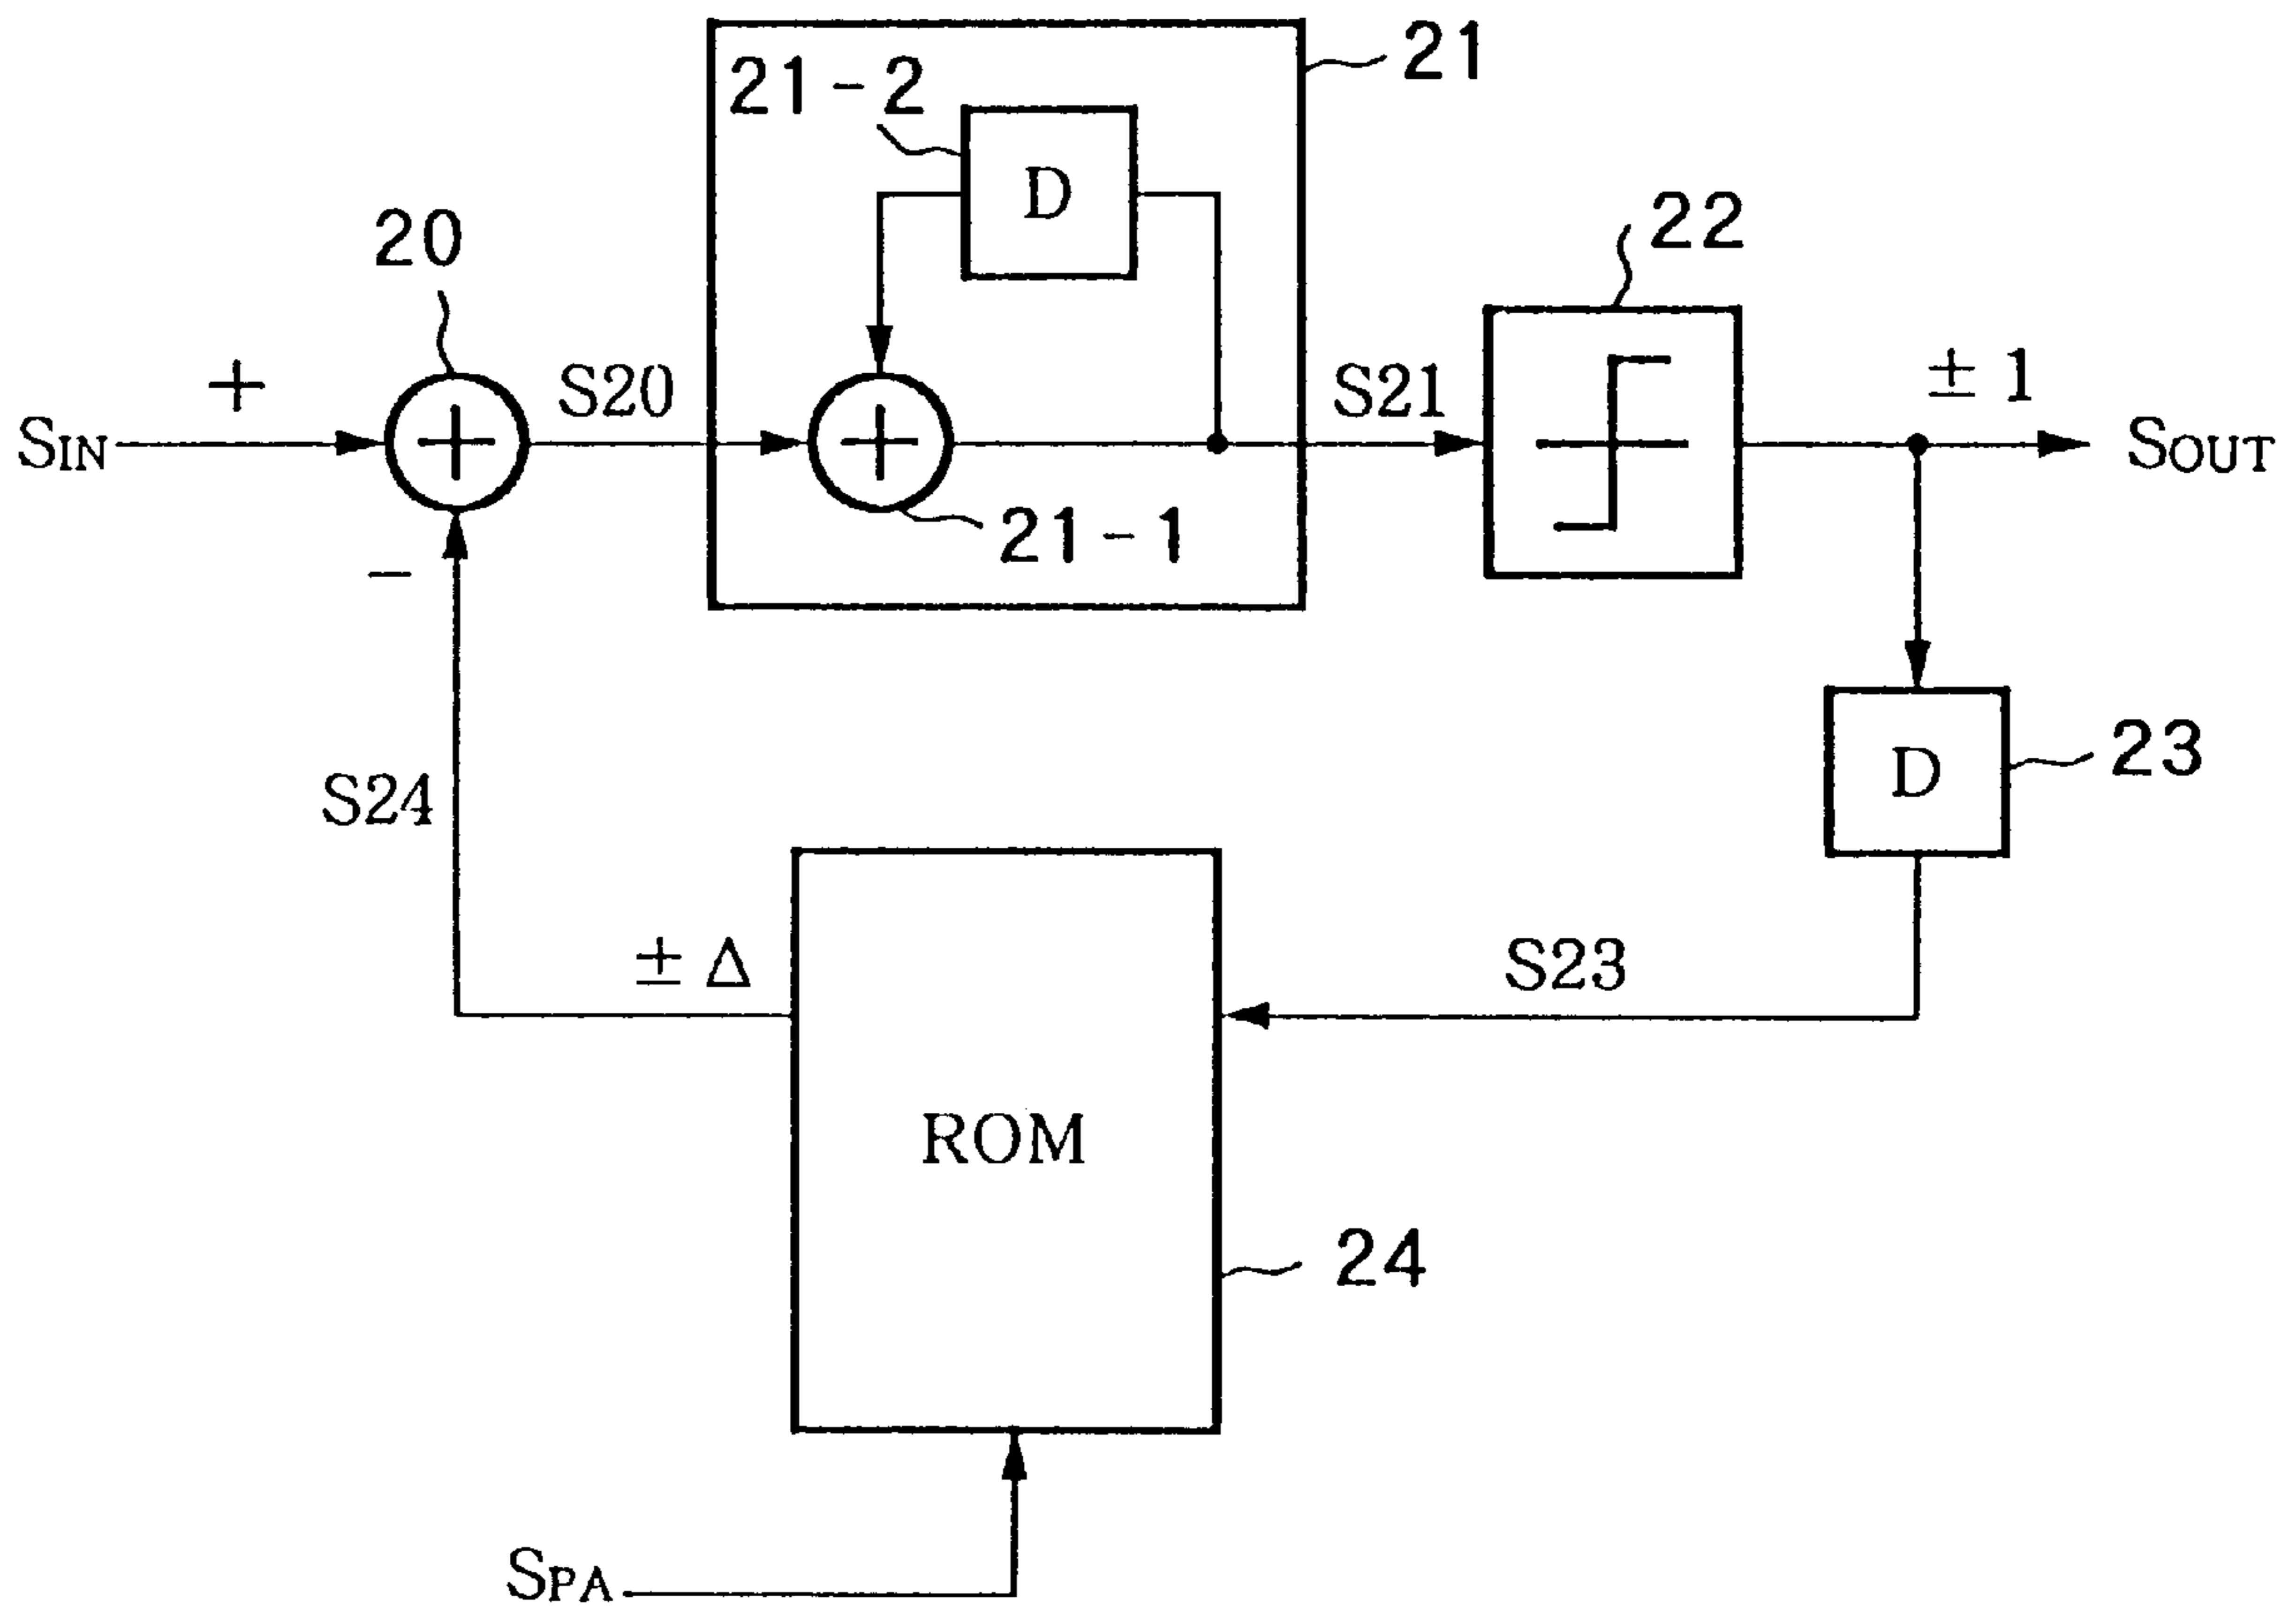 21
21-2
D
22
20
+
S20
S21
± 1
SIN
SOUT
21-1
−
D
23
S24
± Δ
S23
ROM
24
SPA